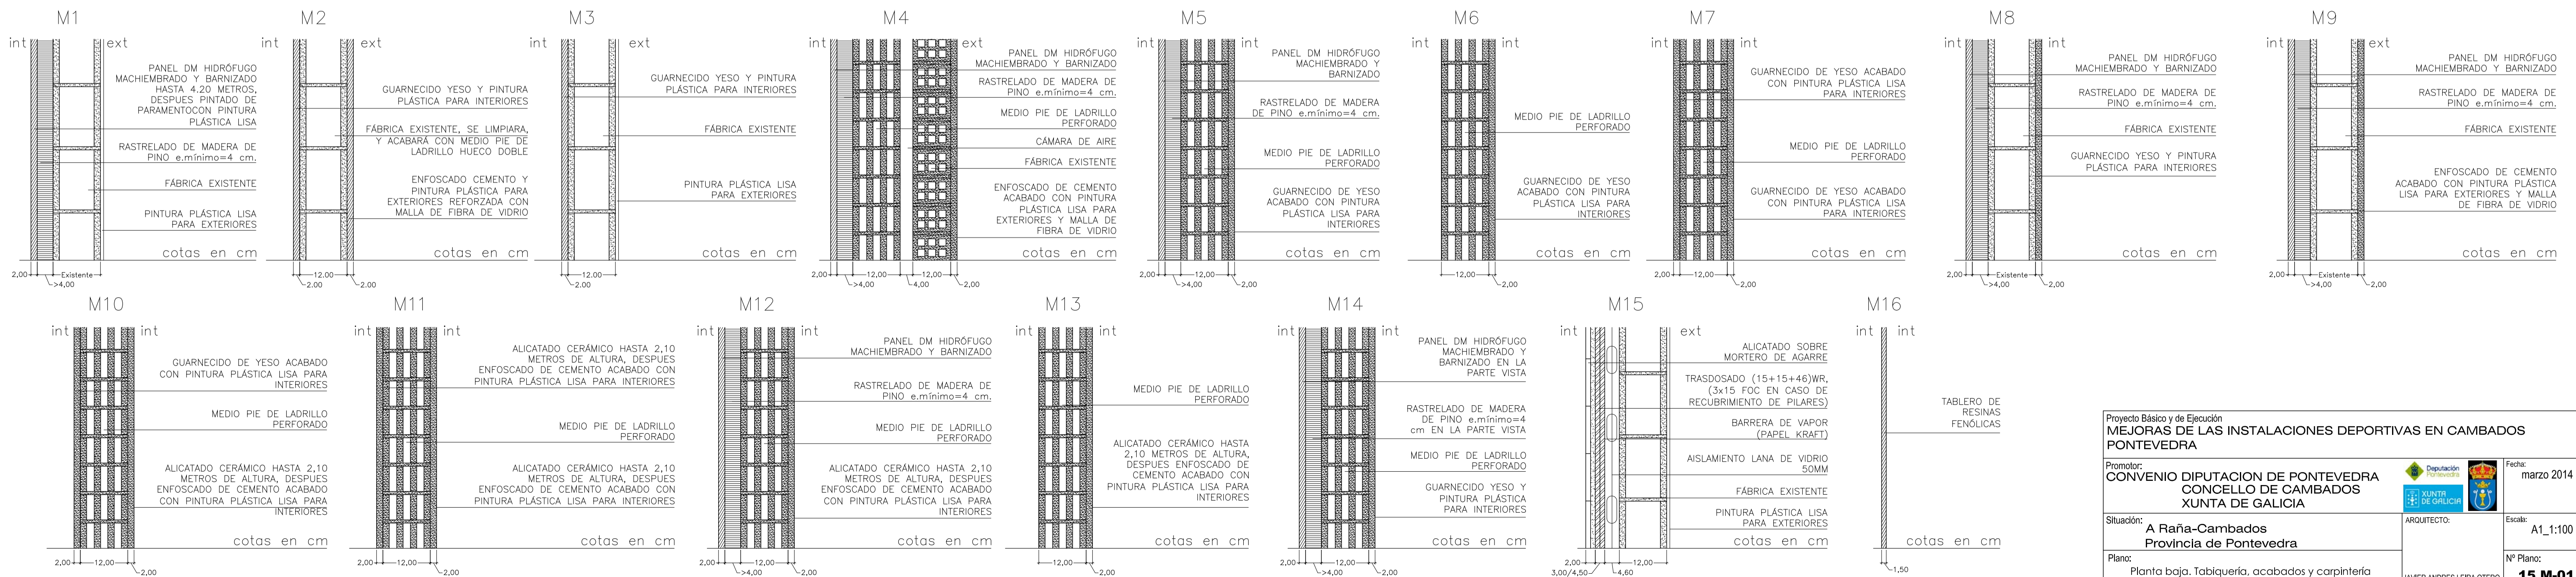 M1
int
ext
PANEL DM HIDRÓFUGO
MACHIEMBRADO Y BARNIZADO
HASTA 4.20 METROS,
DESPUES PINTADO DE
PARAMENTOCON PINTURA
PLÁSTICA LISA
RASTRELADO DE MADERA DE
PINO e.mínimo=4 cm.
FÁBRICA EXISTENTE
PINTURA PLÁSTICA LISA
PARA EXTERIORES
cotas en cm
2,00
Existente
>4,00
M2
int
ext
GUARNECIDO YESO Y PINTURA
PLÁSTICA PARA INTERIORES
FÁBRICA EXISTENTE, SE LIMPIARA,
Y ACABARÁ CON MEDIO PIE DE
LADRILLO HUECO DOBLE
ENFOSCADO CEMENTO Y
PINTURA PLÁSTICA PARA
EXTERIORES REFORZADA CON
MALLA DE FIBRA DE VIDRIO
cotas en cm
12,00
2,00
2,00
M3
int
ext
GUARNECIDO YESO Y PINTURA
PLÁSTICA PARA INTERIORES
FÁBRICA EXISTENTE
PINTURA PLÁSTICA LISA
PARA EXTERIORES
cotas en cm
12,00
2,00
M4
int
ext
PANEL DM HIDRÓFUGO
MACHIEMBRADO Y BARNIZADO
RASTRELADO DE MADERA DE
PINO e.mínimo=4 cm.
MEDIO PIE DE LADRILLO
PERFORADO
CÁMARA DE AIRE
FÁBRICA EXISTENTE
ENFOSCADO DE CEMENTO
ACABADO CON PINTURA
PLÁSTICA LISA PARA
EXTERIORES Y MALLA DE
FIBRA DE VIDRIO
cotas en cm
2,00
12,00
12,00
>4,00
4,00
2,00
M5
int
int
PANEL DM HIDRÓFUGO
MACHIEMBRADO Y
BARNIZADO
RASTRELADO DE MADERA
DE PINO e.mínimo=4 cm.
MEDIO PIE DE LADRILLO
PERFORADO
GUARNECIDO DE YESO
ACABADO CON PINTURA
PLÁSTICA LISA PARA
INTERIORES
cotas en cm
2,00
12,00
>4,00
2,00
M6
int
int
MEDIO PIE DE LADRILLO
PERFORADO
GUARNECIDO DE YESO
ACABADO CON PINTURA
PLÁSTICA LISA PARA
INTERIORES
cotas en cm
12,00
2,00
M7
int
int
GUARNECIDO DE YESO ACABADO
CON PINTURA PLÁSTICA LISA
PARA INTERIORES
MEDIO PIE DE LADRILLO
PERFORADO
GUARNECIDO DE YESO ACABADO
CON PINTURA PLÁSTICA LISA
PARA INTERIORES
cotas en cm
2,00
12,00
2,00
M8
int
int
PANEL DM HIDRÓFUGO
MACHIEMBRADO Y BARNIZADO
RASTRELADO DE MADERA DE
PINO e.mínimo=4 cm.
FÁBRICA EXISTENTE
GUARNECIDO YESO Y PINTURA
PLÁSTICA PARA INTERIORES
cotas en cm
2,00
Existente
>4,00
2,00
M9
int
ext
PANEL DM HIDRÓFUGO
MACHIEMBRADO Y BARNIZADO
RASTRELADO DE MADERA DE
PINO e.mínimo=4 cm.
FÁBRICA EXISTENTE
ENFOSCADO DE CEMENTO
ACABADO CON PINTURA PLÁSTICA
LISA PARA EXTERIORES Y MALLA
DE FIBRA DE VIDRIO
cotas en cm
2,00
Existente
>4,00
2,00
M10
int
int
GUARNECIDO DE YESO ACABADO
CON PINTURA PLÁSTICA LISA PARA
INTERIORES
MEDIO PIE DE LADRILLO
PERFORADO
ALICATADO CERÁMICO HASTA 2,10
METROS DE ALTURA, DESPUES
ENFOSCADO DE CEMENTO ACABADO
CON PINTURA PLÁSTICA LISA PARA
INTERIORES
cotas en cm
2,00
12,00
2,00
M11
int
int
ALICATADO CERÁMICO HASTA 2,10
METROS DE ALTURA, DESPUES
ENFOSCADO DE CEMENTO ACABADO CON
PINTURA PLÁSTICA LISA PARA INTERIORES
MEDIO PIE DE LADRILLO
PERFORADO
ALICATADO CERÁMICO HASTA 2,10
METROS DE ALTURA, DESPUES
ENFOSCADO DE CEMENTO ACABADO CON
PINTURA PLÁSTICA LISA PARA INTERIORES
cotas en cm
2,00
12,00
2,00
M12
int
int
PANEL DM HIDRÓFUGO
MACHIEMBRADO Y BARNIZADO
RASTRELADO DE MADERA DE
PINO e.mínimo=4 cm.
MEDIO PIE DE LADRILLO
PERFORADO
ALICATADO CERÁMICO HASTA 2,10
METROS DE ALTURA, DESPUES
ENFOSCADO DE CEMENTO ACABADO
CON PINTURA PLÁSTICA LISA PARA
INTERIORES
cotas en cm
2,00
12,00
>4,00
2,00
M13
int
int
MEDIO PIE DE LADRILLO
PERFORADO
ALICATADO CERÁMICO HASTA
2,10 METROS DE ALTURA,
DESPUES ENFOSCADO DE
CEMENTO ACABADO CON
PINTURA PLÁSTICA LISA PARA
INTERIORES
cotas en cm
12,00
2,00
M14
int
int
PANEL DM HIDRÓFUGO
MACHIEMBRADO Y
BARNIZADO EN LA
PARTE VISTA
RASTRELADO DE MADERA
DE PINO e.mínimo=4
cm EN LA PARTE VISTA
MEDIO PIE DE LADRILLO
PERFORADO
GUARNECIDO YESO Y
PINTURA PLÁSTICA
PARA INTERIORES
cotas en cm
2,00
12,00
>4,00
2,00
M15
int
ext
ALICATADO SOBRE
MORTERO DE AGARRE
TRASDOSADO (15+15+46)WR,
(3x15 FOC EN CASO DE
RECUBRIMIENTO DE PILARES)
BARRERA DE VAPOR
(PAPEL KRAFT)
AISLAMIENTO LANA DE VIDRIO
50MM
FÁBRICA EXISTENTE
PINTURA PLÁSTICA LISA
PARA EXTERIORES
cotas en cm
2,00
12,00
3,00/4,50
4,60
M16
int
int
TABLERO DE
RESINAS
FENÓLICAS
cotas en cm
1,50
Proyecto Básico y de Ejecución
MEJORAS DE LAS INSTALACIONES DEPORTIVAS EN CAMBADOS
PONTEVEDRA
Promotor:
CONVENIO DIPUTACION DE PONTEVEDRA
CONCELLO DE CAMBADOS
XUNTA DE GALICIA
Deputación
Pontevedra
XUNTA
DE GALICIA
Fecha:
marzo 2014
Situación:
A Raña-Cambados
Provincia de Pontevedra
ARQUITECTO:
Escala:
A1_1:100
Plano:
Planta baja. Tabiquería, acabados y carpintería
Nº Plano:
15 M-01